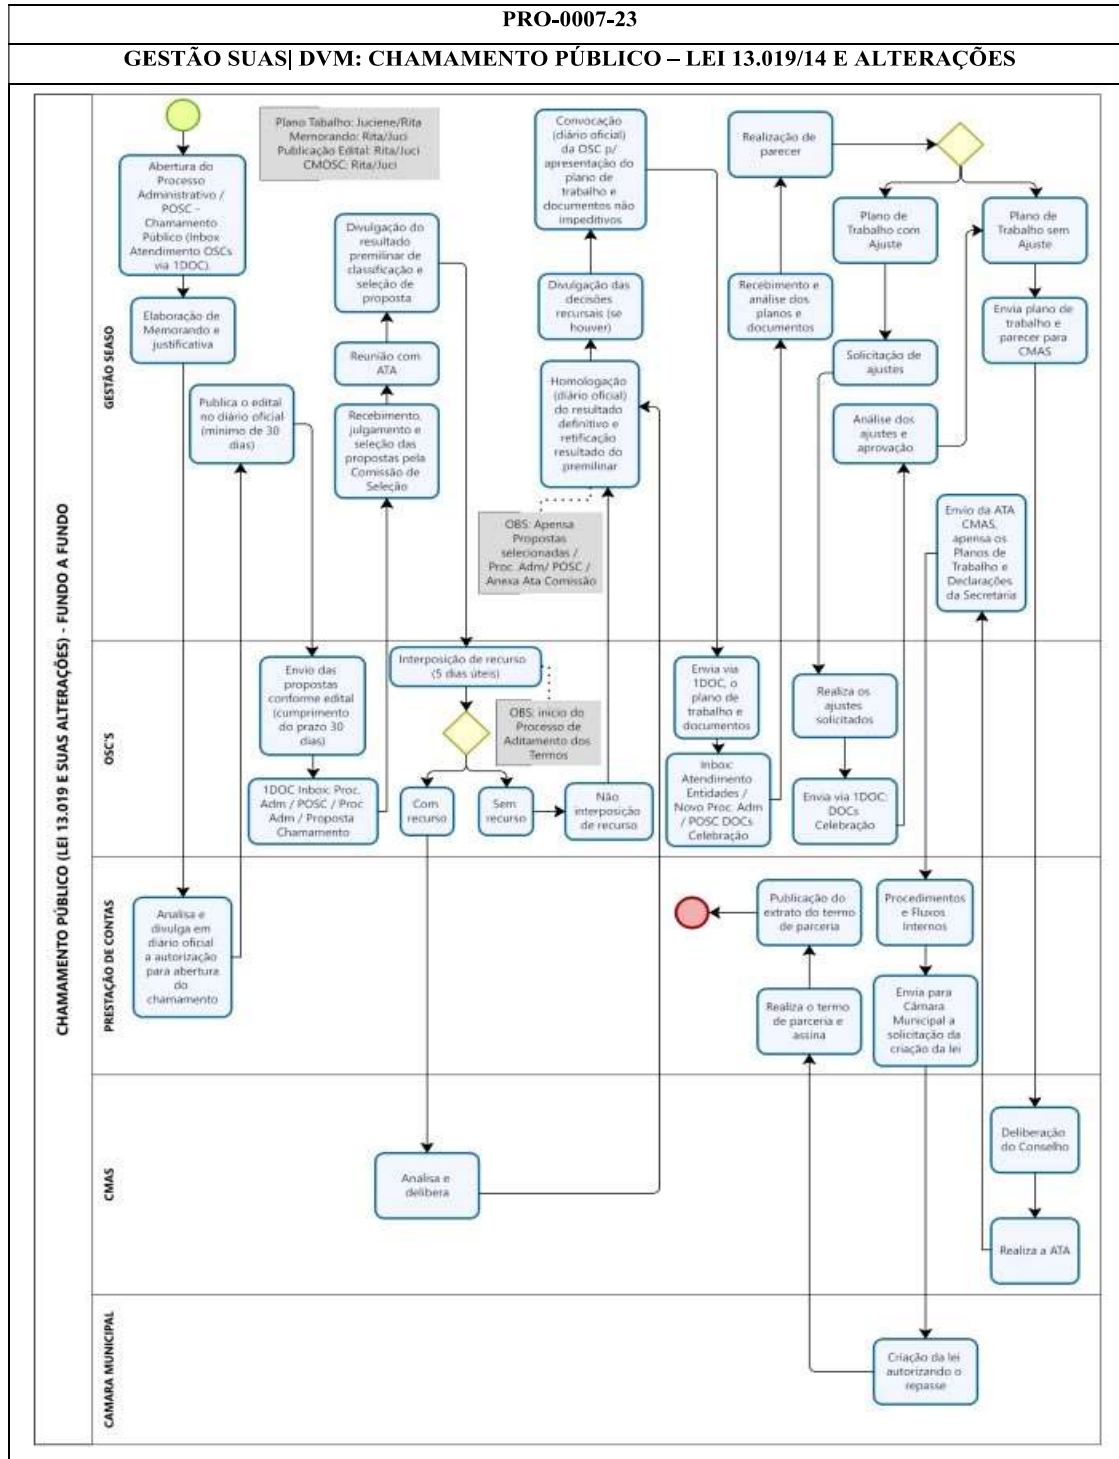 PRO-0007-23
GESTÃO SUAS| DVM: CHAMAMENTO PÚBLICO – LEI 13.019/14 E ALTERAÇÕES
CHAMAMENTO PÚBLICO (LEI 13.019 E SUAS ALTERAÇÕES) - FUNDO A FUNDO
GESTÃO SEASO
Abertura do
Processo
Administrativo /
POSC -
Chamamento
Público (Inbox
Atendimento OSCs
via 1DOC).
Elaboração de
Memorando e
justificativa
Publica o edital
no diário oficial
(minimo de 30
dias)
Plano Tabalho: Juciene/Rita
Memorando: Rita/Juci
Publicação Edital: Rita/Juci
CMOSC: Rita/Juci
Divulgação do
resultado
premilinar de
classificação e
seleção de
proposta
Reunião com
ATA
Recebimento,
julgamento e
seleção das
propostas pela
Comissão de
Seleção
Convocação
(diário oficial)
da OSC p/
apresentação do
plano de
trabalho e
documentos não
impeditivos
Divulgação das
decisões
recursais (se
houver)
Homologação
(diário oficial)
do resultado
definitivo e
retificação
resultado do
premilinar
OBS: Apensa
Propostas
selecionadas /
Proc. Adm/ POSC /
Anexa Ata Comissão
Realização de
parecer
Recebimento e
análise dos
planos e
documentos
Plano de
Trabalho com
Ajuste
Plano de
Trabalho sem
Ajuste
Solicitação de
ajustes
Envia plano de
trabalho e
parecer para
CMAS
Análise dos
ajustes e
aprovação
Envio da ATA
CMAS,
apensa os
Planos de
Trabalho e
Declarações
da Secretaria
OSC'S
Envio das
propostas
conforme edital
(cumprimento
do prazo 30
dias)
1DOC Inbox: Proc.
Adm / POSC / Proc
Adm / Proposta
Chamamento
Interposição de recurso
(5 dias úteis)
OBS: inicio do
Processo de
Aditamento dos
Termos
Com
recurso
Sem
recurso
Não
interposição
de recurso
Envia via
1DOC, o
plano de
trabalho e
documentos
Inbox:
Atendimento
Entidades /
Novo Proc. Adm
/ POSC DOCs
Celebração
Realiza os
ajustes
solicitados
Envia via 1DOC:
DOCs
Celebração
PRESTAÇÃO DE CONTAS
Analisa e
divulga em
diário oficial
a autorização
para abertura
do
chamamento
Publicação do
extrato do termo
de parceria
Realiza o termo
de parceria e
assina
Procedimentos
e Fluxos
Internos
Envia para
Câmara
Municipal a
solicitação da
criação da lei
CMAS
Analisa e
delibera
Deliberação
do Conselho
Realiza a ATA
CAMARA MUNICIPAL
Criação da lei
autorizando o
repasse